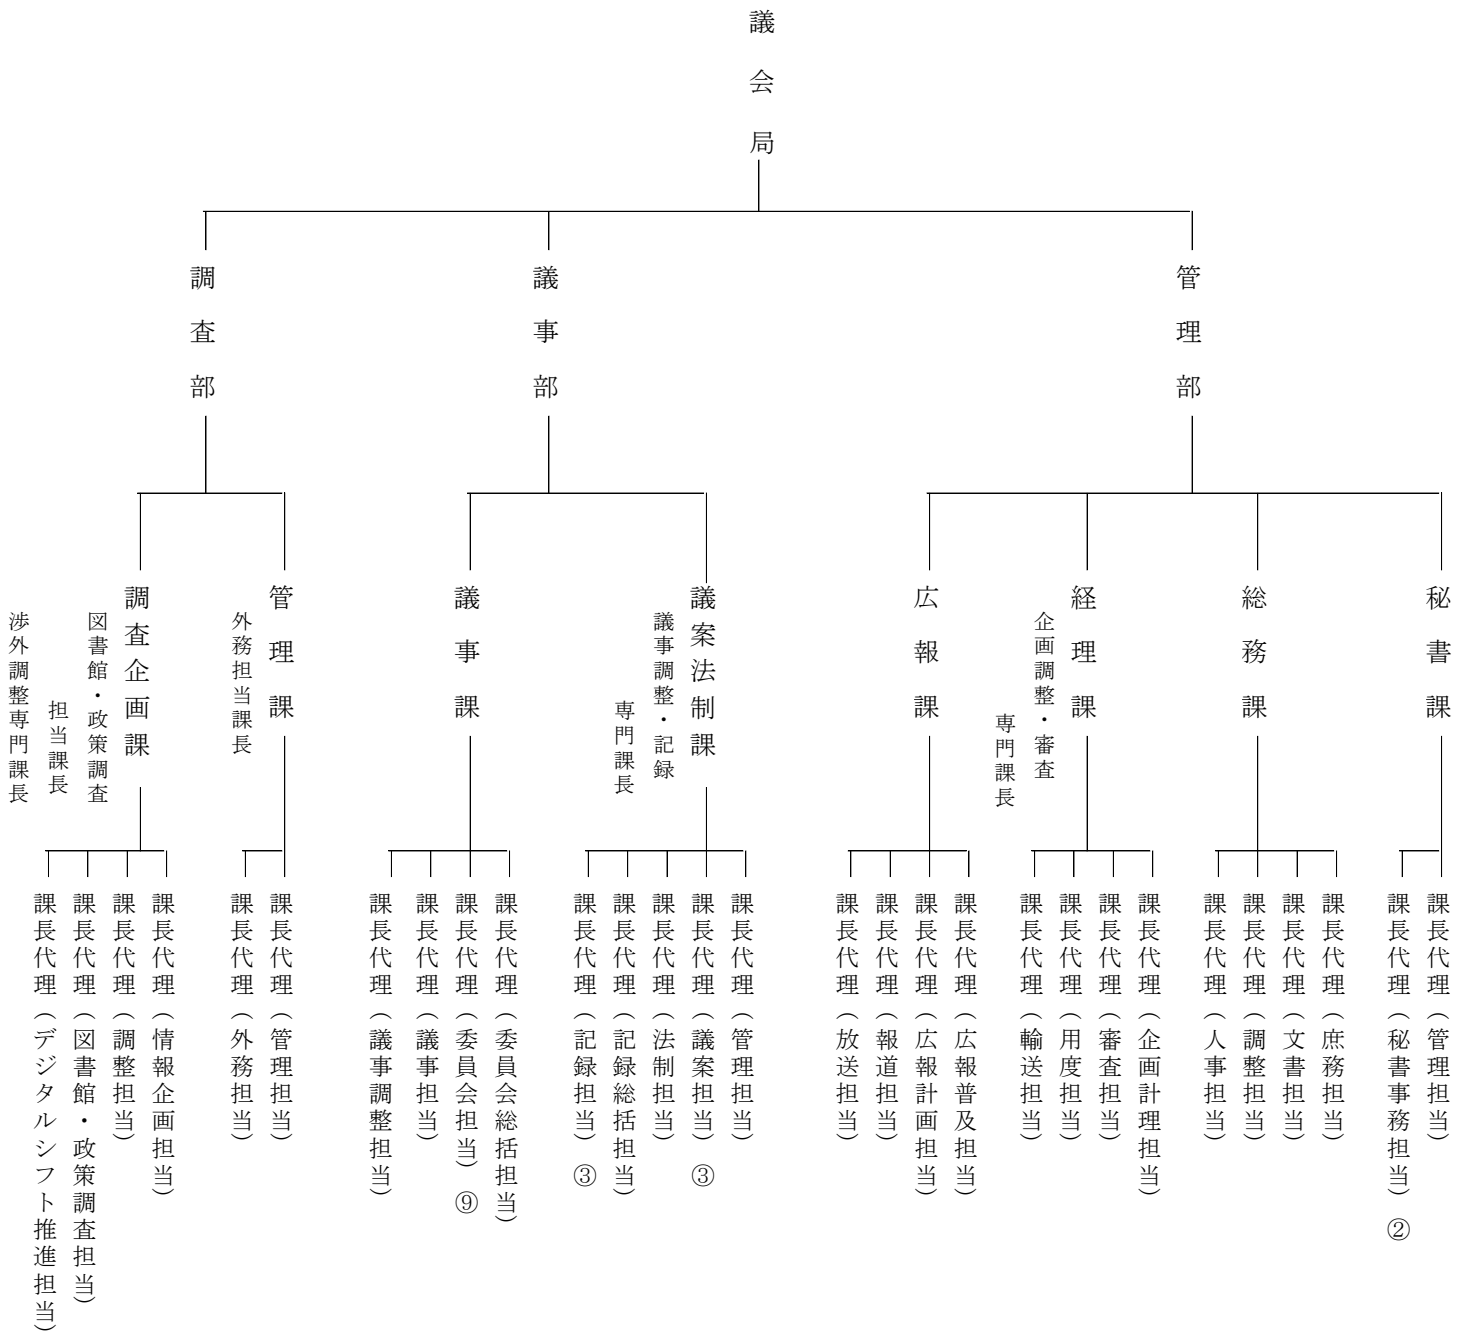 議会局
管理部
議事部
調査部
秘書課
総務課
経理課
企画調整・審査
専門課長
広報課
議案法制課
議事調整・記録
専門課長
議事課
管理課
外務担当課長
調査企画課
図書館・政策調査
担当課長
渉外調整専門課長
課長代理(管理担当)
課長代理(秘書事務担当)②
課長代理(庶務担当)
課長代理(文書担当)
課長代理(調整担当)
課長代理(人事担当)
課長代理(企画計理担当)
課長代理(審査担当)
課長代理(用度担当)
課長代理(輸送担当)
課長代理(広報普及担当)
課長代理(広報計画担当)
課長代理(報道担当)
課長代理(放送担当)
課長代理(管理担当)
課長代理(議案担当)③
課長代理(法制担当)
課長代理(記録総括担当)
課長代理(記録担当)③
課長代理(委員会総括担当)
課長代理(委員会担当)⑨
課長代理(議事担当)
課長代理(議事調整担当)
課長代理(管理担当)
課長代理(外務担当)
課長代理(情報企画担当)
課長代理(調整担当)
課長代理(図書館・政策調査担当)
課長代理(デジタルシフト推進担当)